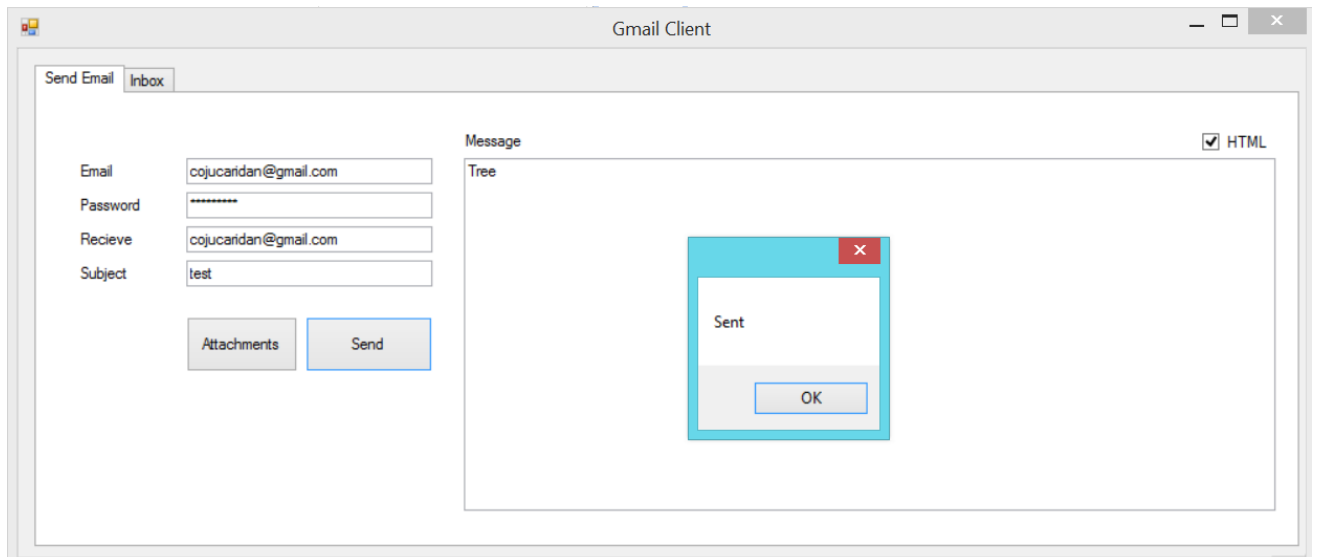 Gmail Client
Send Email Inbox
Message HTML
Email cojucaridan@gmail.com
Password *********
Recieve cojucaridan@gmail.com
Subject test
Attachments Send
Tree
Sent
OK